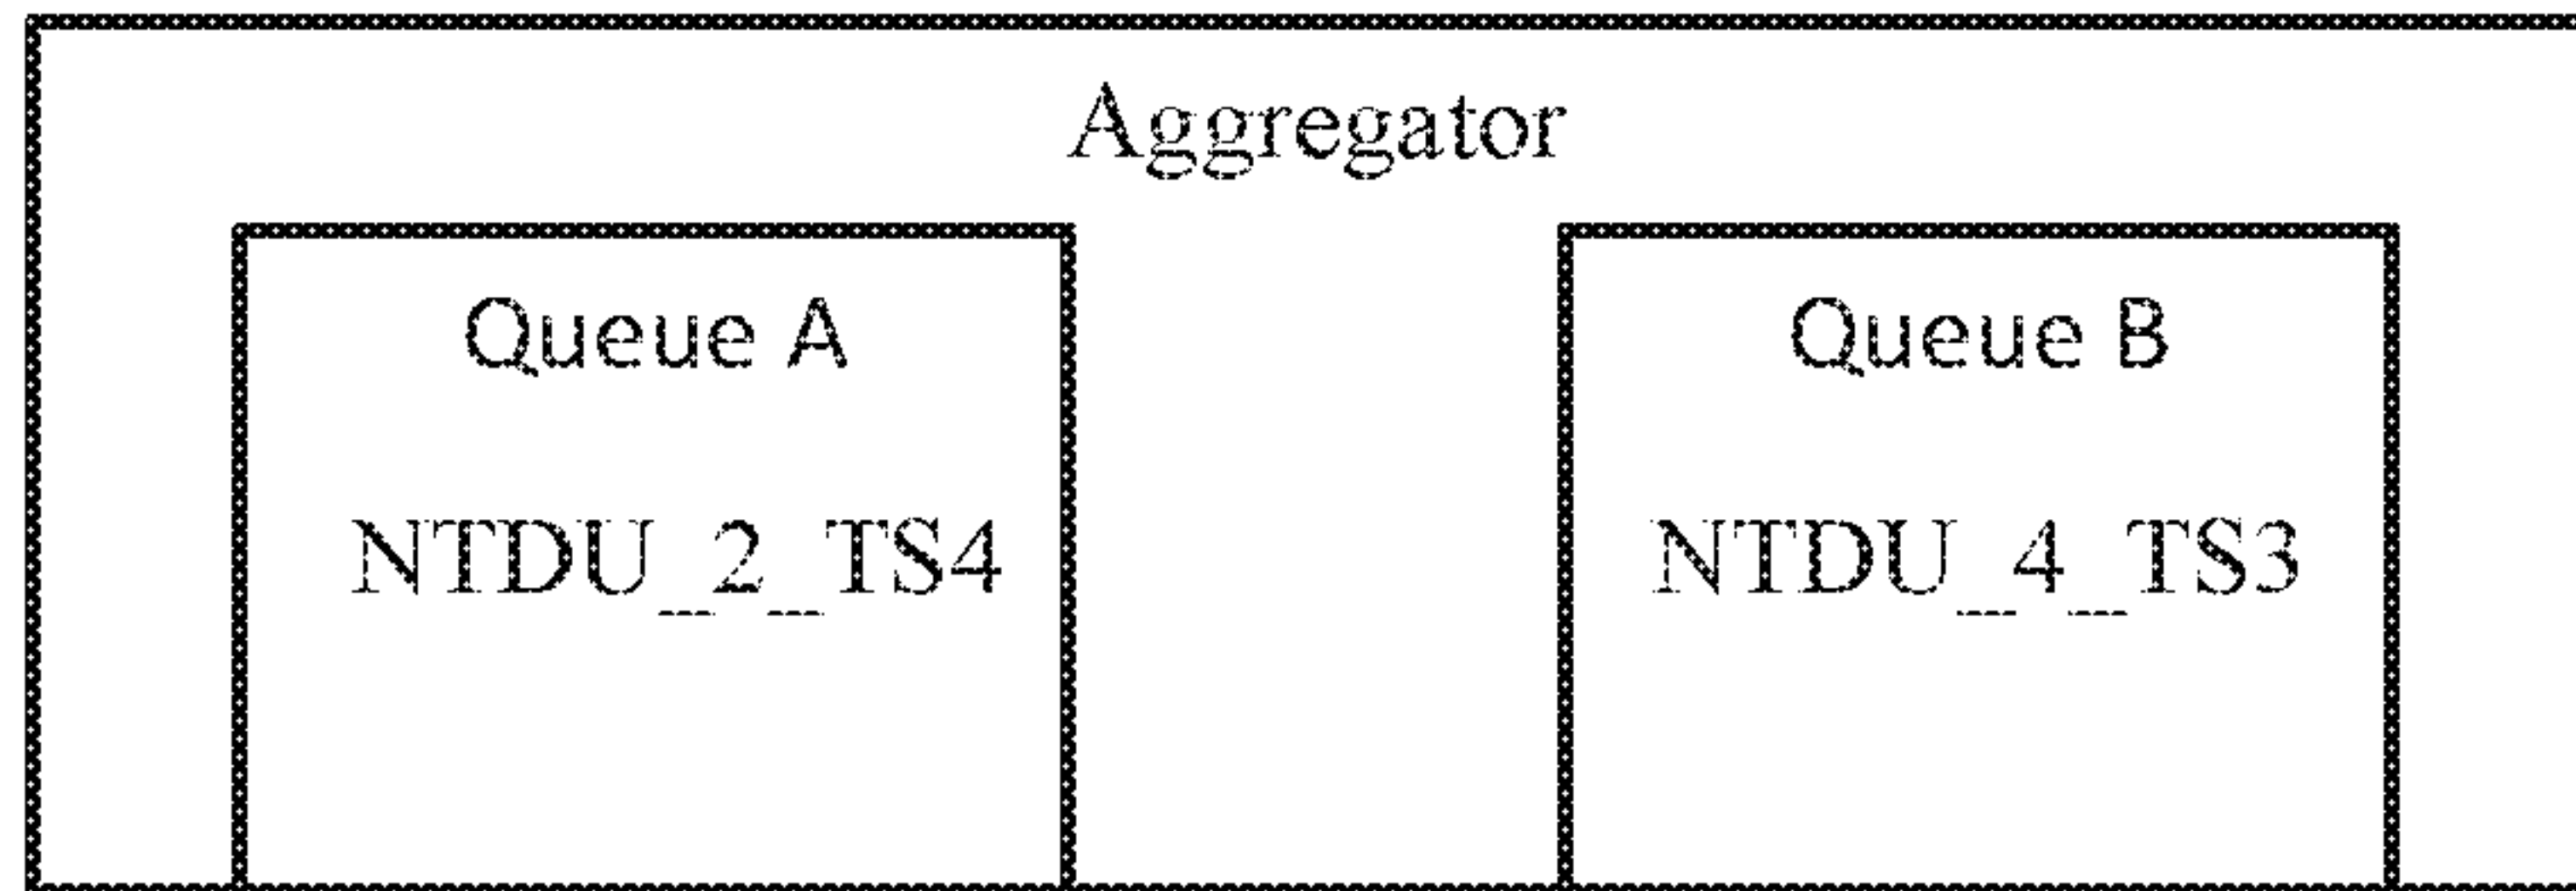 Aggregator
Queue A
NTDU_2_TS4
Queue B
NTDU_4_TS3